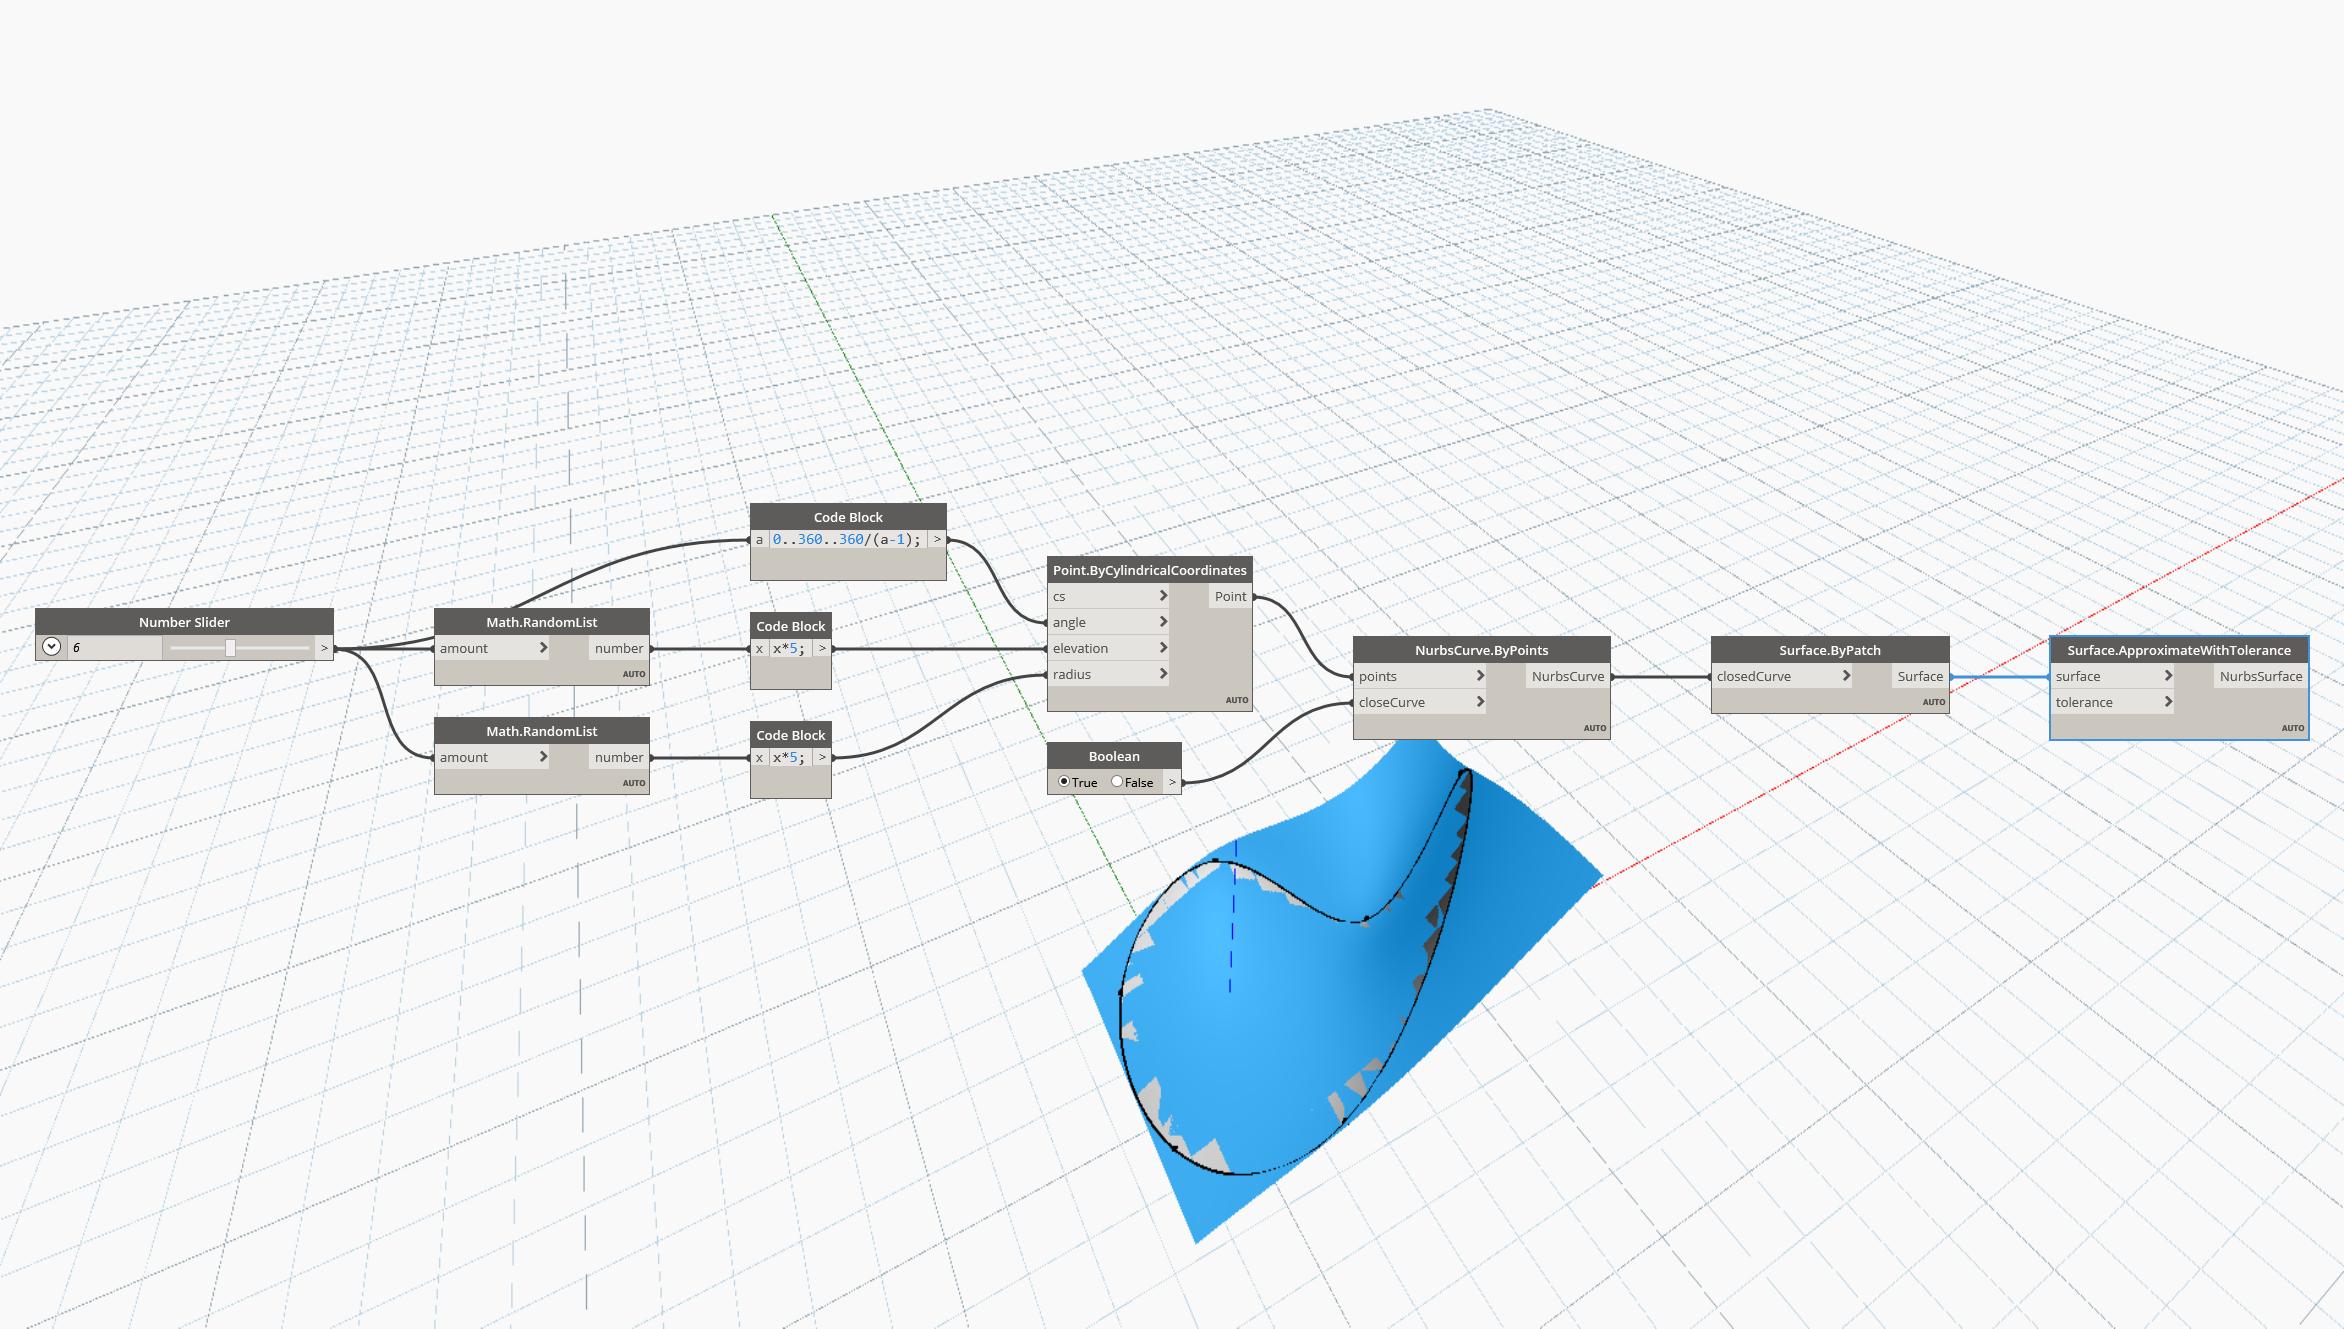 Number Slider
6
>
Math.RandomList
amount >
number
AUTO
Math.RandomList
amount >
number
AUTO
Code Block
a 0..360..360/(a-1); >
Code Block
x x*5; >
Code Block
x x*5; >
Point.ByCylindricalCoordinates
cs >
Point
angle >
elevation >
radius >
AUTO
Boolean
True False >
NurbsCurve.ByPoints
points >
NurbsCurve
closeCurve >
AUTO
Surface.ByPatch
closedCurve >
Surface
AUTO
Surface.ApproximateWithTolerance
surface >
NurbsSurface
tolerance >
AUTO